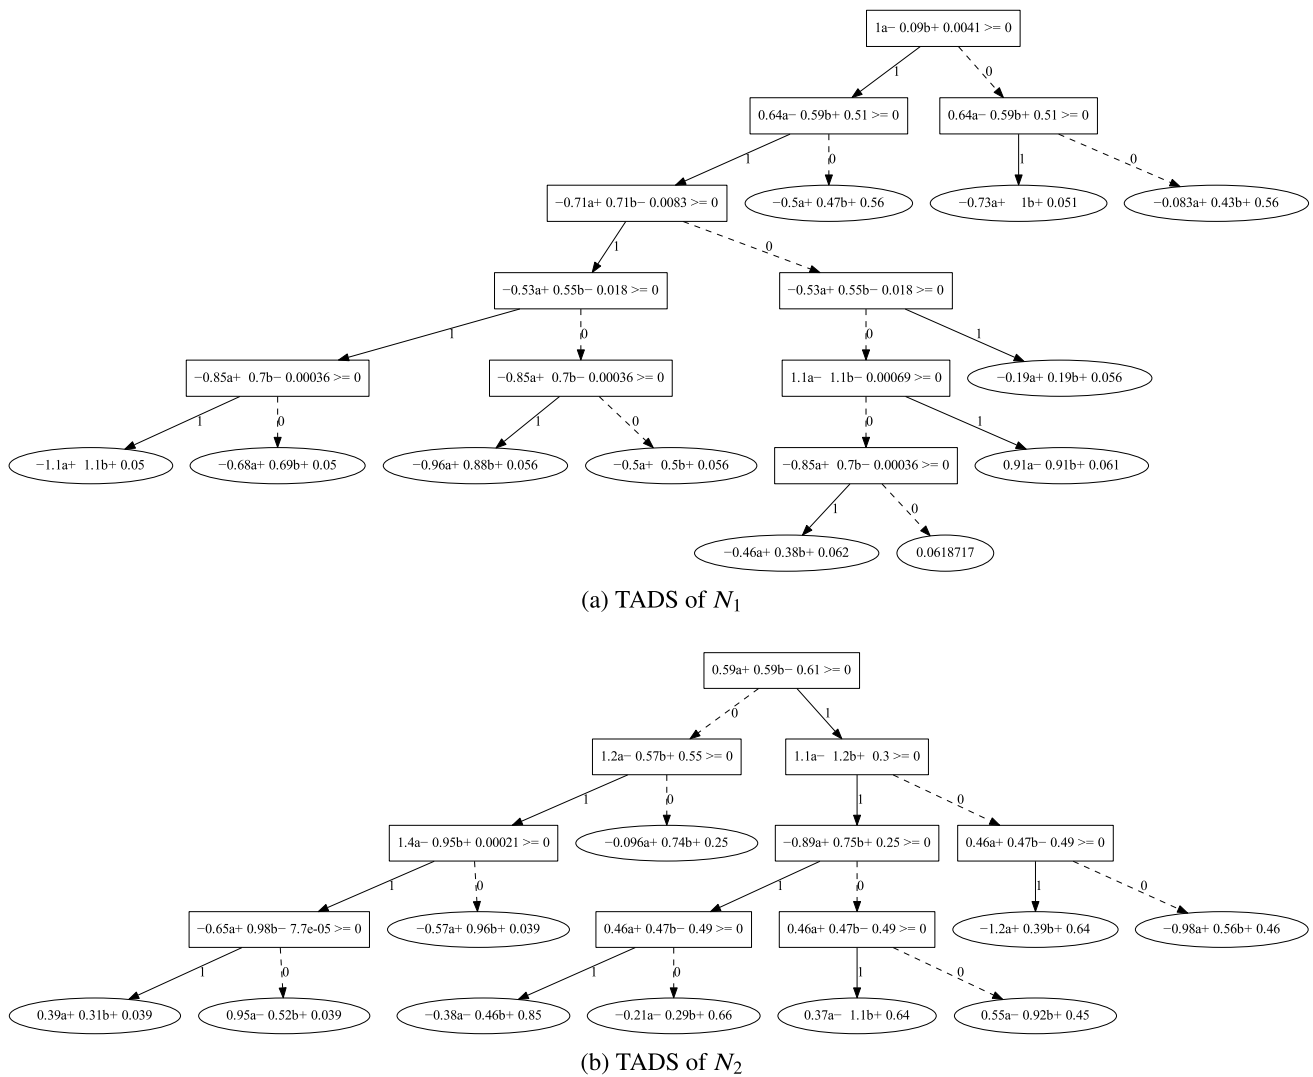 1a− 0.09b+ 0.0041 >= 0
1 0
0.64a− 0.59b+ 0.51 >= 0 0.64a− 0.59b+ 0.51 >= 0
1 0 1 0
−0.71a+ 0.71b− 0.0083 >= 0 −0.5a+ 0.47b+ 0.56 −0.73a+ 1b+ 0.051 −0.083a+ 0.43b+ 0.56
1 0
−0.53a+ 0.55b− 0.018 >= 0 −0.53a+ 0.55b− 0.018 >= 0
1 0 0 1
−0.85a+ 0.7b− 0.00036 >= 0 −0.85a+ 0.7b− 0.00036 >= 0 1.1a− 1.1b− 0.00069 >= 0 −0.19a+ 0.19b+ 0.056
1 0 1 0 0 1
−1.1a+ 1.1b+ 0.05 −0.68a+ 0.69b+ 0.05 −0.96a+ 0.88b+ 0.056 −0.5a+ 0.5b+ 0.056 −0.85a+ 0.7b− 0.00036 >= 0 0.91a− 0.91b+ 0.061
1 0
−0.46a+ 0.38b+ 0.062 0.0618717
(a) TADS of N1
0.59a+ 0.59b− 0.61 >= 0
0 1
1.2a− 0.57b+ 0.55 >= 0 1.1a− 1.2b+ 0.3 >= 0
1 0 1 0
1.4a− 0.95b+ 0.00021 >= 0 −0.096a+ 0.74b+ 0.25 −0.89a+ 0.75b+ 0.25 >= 0 0.46a+ 0.47b− 0.49 >= 0
1 0 1 0 1 0
−0.65a+ 0.98b− 7.7e-05 >= 0 −0.57a+ 0.96b+ 0.039 0.46a+ 0.47b− 0.49 >= 0 0.46a+ 0.47b− 0.49 >= 0 −1.2a+ 0.39b+ 0.64 −0.98a+ 0.56b+ 0.46
1 0 1 0 1 0
0.39a+ 0.31b+ 0.039 0.95a− 0.52b+ 0.039 −0.38a− 0.46b+ 0.85 −0.21a− 0.29b+ 0.66 0.37a− 1.1b+ 0.64 0.55a− 0.92b+ 0.45
(b) TADS of N2